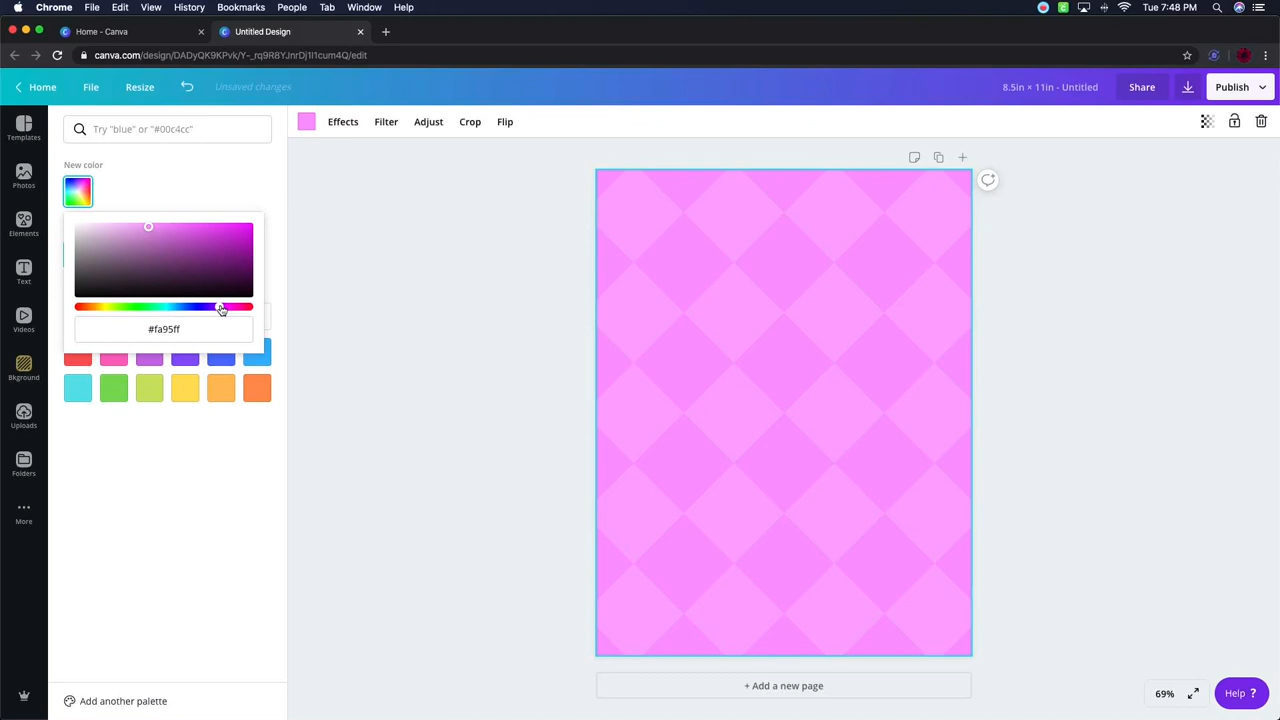 Chrome File Edit View History Bookmarks People Tab Window Help
Tue 7:48 PM
Home - Canva
Untitled Design
canva.com/design/DADyQK9KPvk/Y-_rq9R8YJnrDj1l1cum4Q/edit
Home File Resize Unsaved changes
8.5in × 11in - Untitled Share Publish
Templates
Photos
Elements
Text
Videos
Bkground
Uploads
Folders
More
Try "blue" or "#00c4cc"
New color
#fa95ff
Add another palette
Effects Filter Adjust Crop Flip
+ Add a new page
69%
Help ?